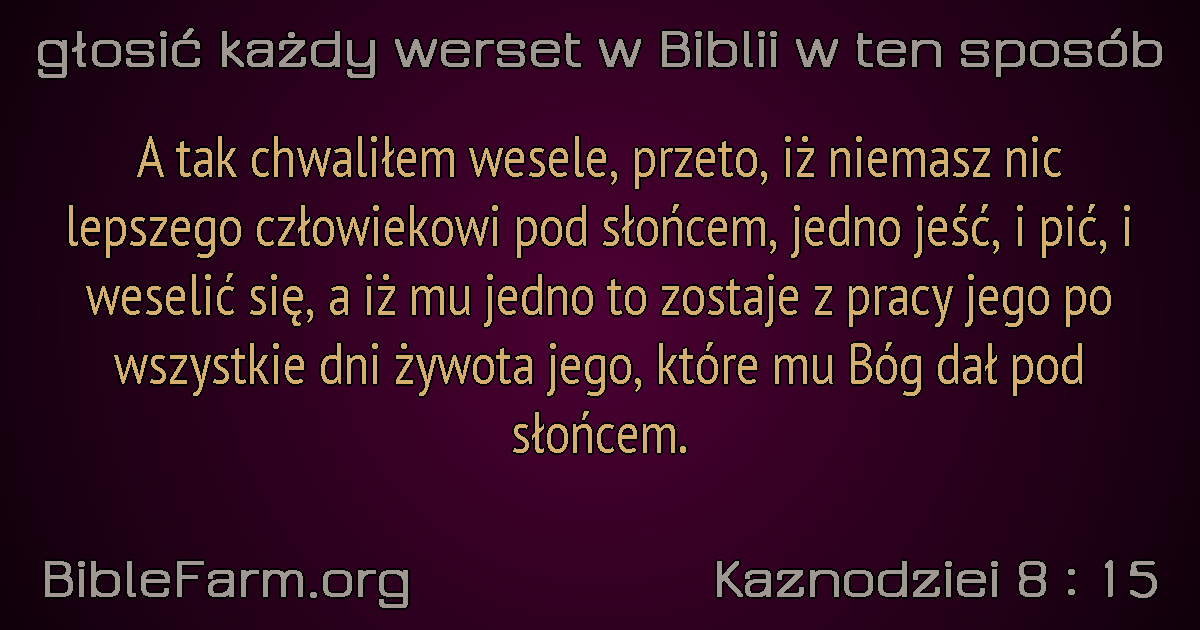 głosić każdy werset w Biblii w ten sposób
A tak chwaliłem wesele, przeto, iż niemasz nic
lepszego człowiekowi pod słońcem, jedno jeść, i pić, i
weselić się, a iż mu jedno to zostaje z pracy jego po
wszystkie dni żywota jego, które mu Bóg dał pod
słońcem.
BibleFarm.org
Kaznodziei 8 : 15